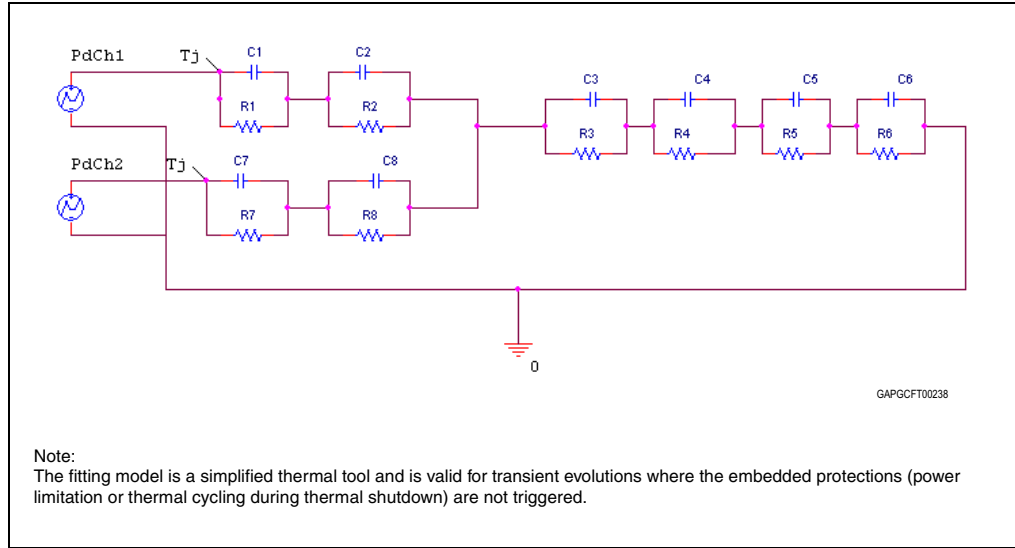 PdCh1 Tj C1 C2
C3 C4 C5 C6
R1 R2
R3 R4 R5 R6
PdCh2 Tj C7 C8
R7 R8
0
GAPGCFT00238
Note:
The fitting model is a simplified thermal tool and is valid for transient evolutions where the embedded protections (power
limitation or thermal cycling during thermal shutdown) are not triggered.